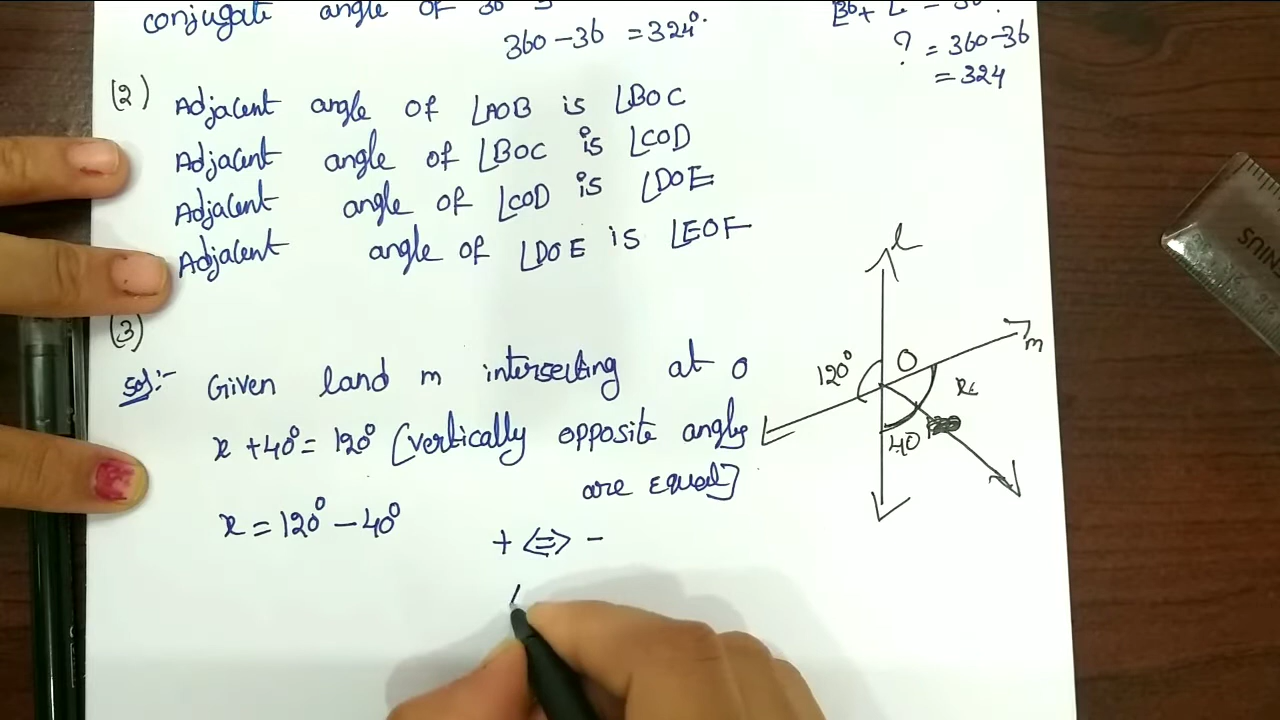 conjugate angle of 36
360 - 36 = 324°.
? = 360-36
= 324
(2) Adjacent angle of ∠AOB is ∠BOC
Adjacent angle of ∠BOC is ∠COD
Adjacent angle of ∠COD is ∠DOE
Adjacent angle of ∠DOE is ∠EOF
(3)
Sol:- Given l and m intersecting at O
x + 40° = 120° [vertically opposite angles
are equal]
x = 120° - 40°
+ <=> -
l
m
O
120°
x
40